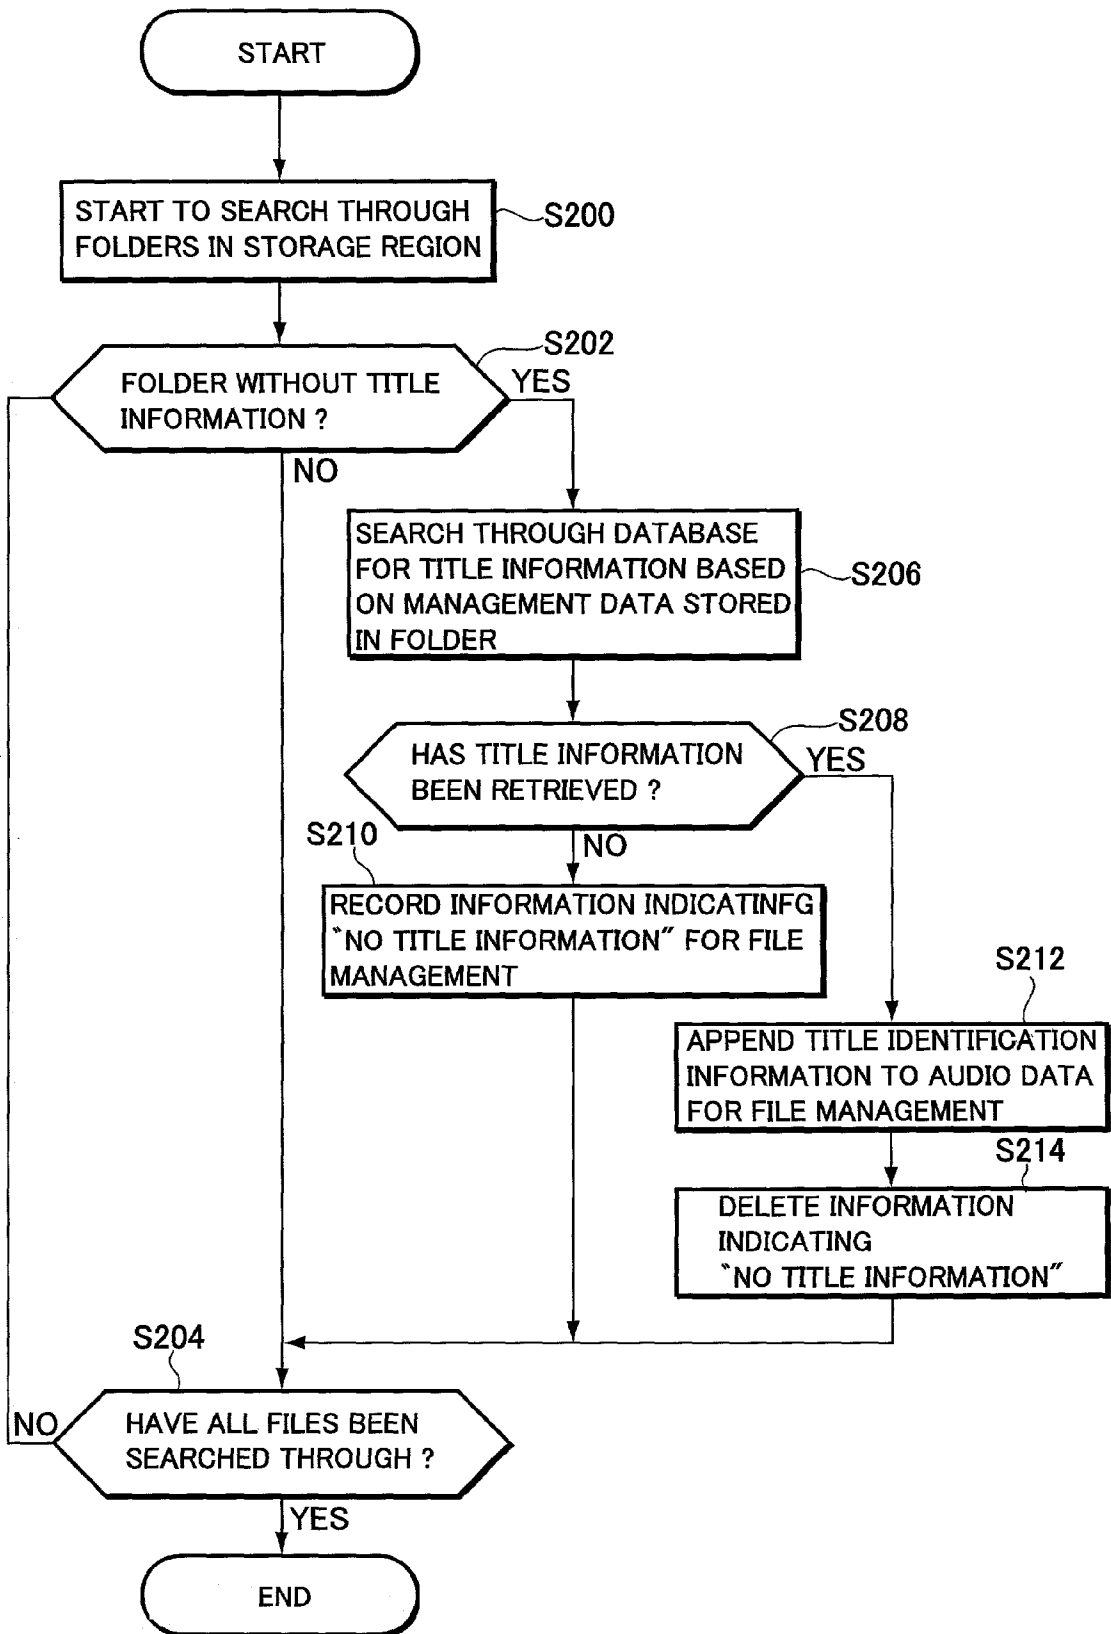 START
START TO SEARCH THROUGH
FOLDERS IN STORAGE REGION
S200
S202
FOLDER WITHOUT TITLE
INFORMATION ?
YES
NO
SEARCH THROUGH DATABASE
FOR TITLE INFORMATION BASED
ON MANAGEMENT DATA STORED
IN FOLDER
S206
S208
HAS TITLE INFORMATION
BEEN RETRIEVED ?
YES
NO
S210
RECORD INFORMATION INDICATINFG
“NO TITLE INFORMATION” FOR FILE
MANAGEMENT
S212
APPEND TITLE IDENTIFICATION
INFORMATION TO AUDIO DATA
FOR FILE MANAGEMENT
S214
DELETE INFORMATION
INDICATING
“NO TITLE INFORMATION”
S204
HAVE ALL FILES BEEN
SEARCHED THROUGH ?
NO
YES
END